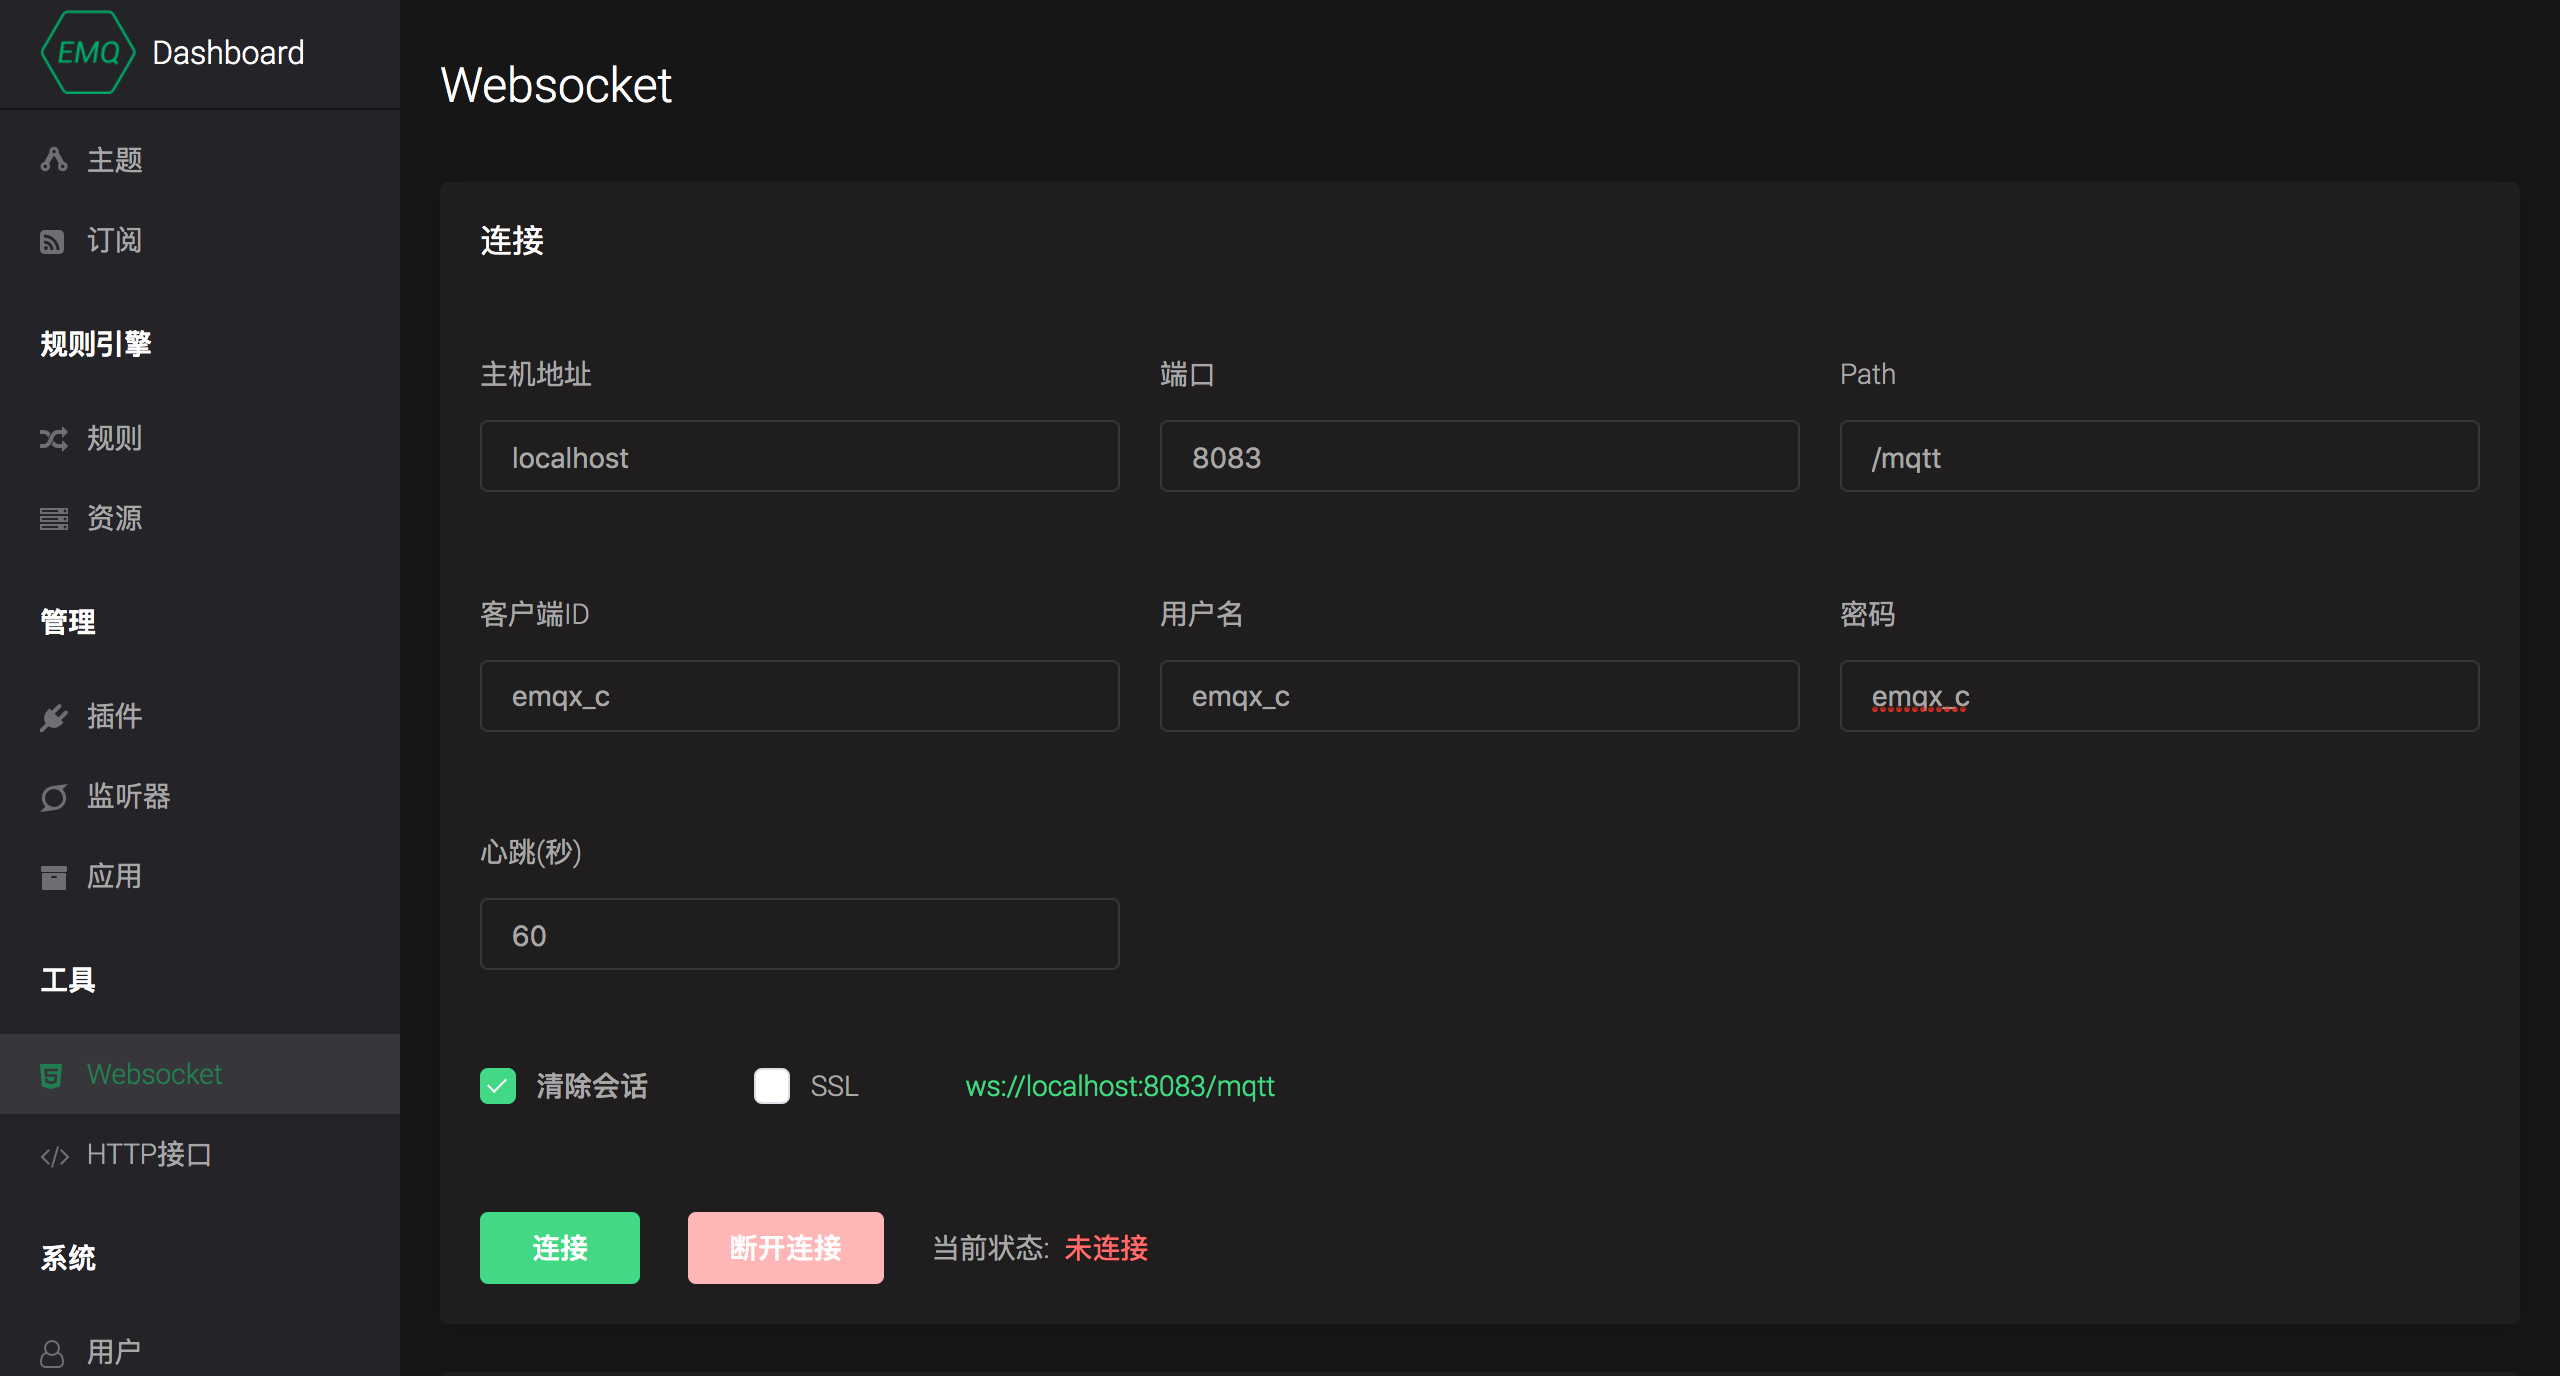 EMQ Dashboard
主题
订阅
规则引擎
规则
资源
管理
插件
监听器
应用
工具
Websocket
HTTP接口
系统
用户
Websocket
连接
主机地址 端口 Path
localhost 8083 /mqtt
客户端ID 用户名 密码
emqx_c emqx_c emqx_c
心跳(秒)
60
清除会话 SSL ws://localhost:8083/mqtt
连接 断开连接 当前状态: 未连接